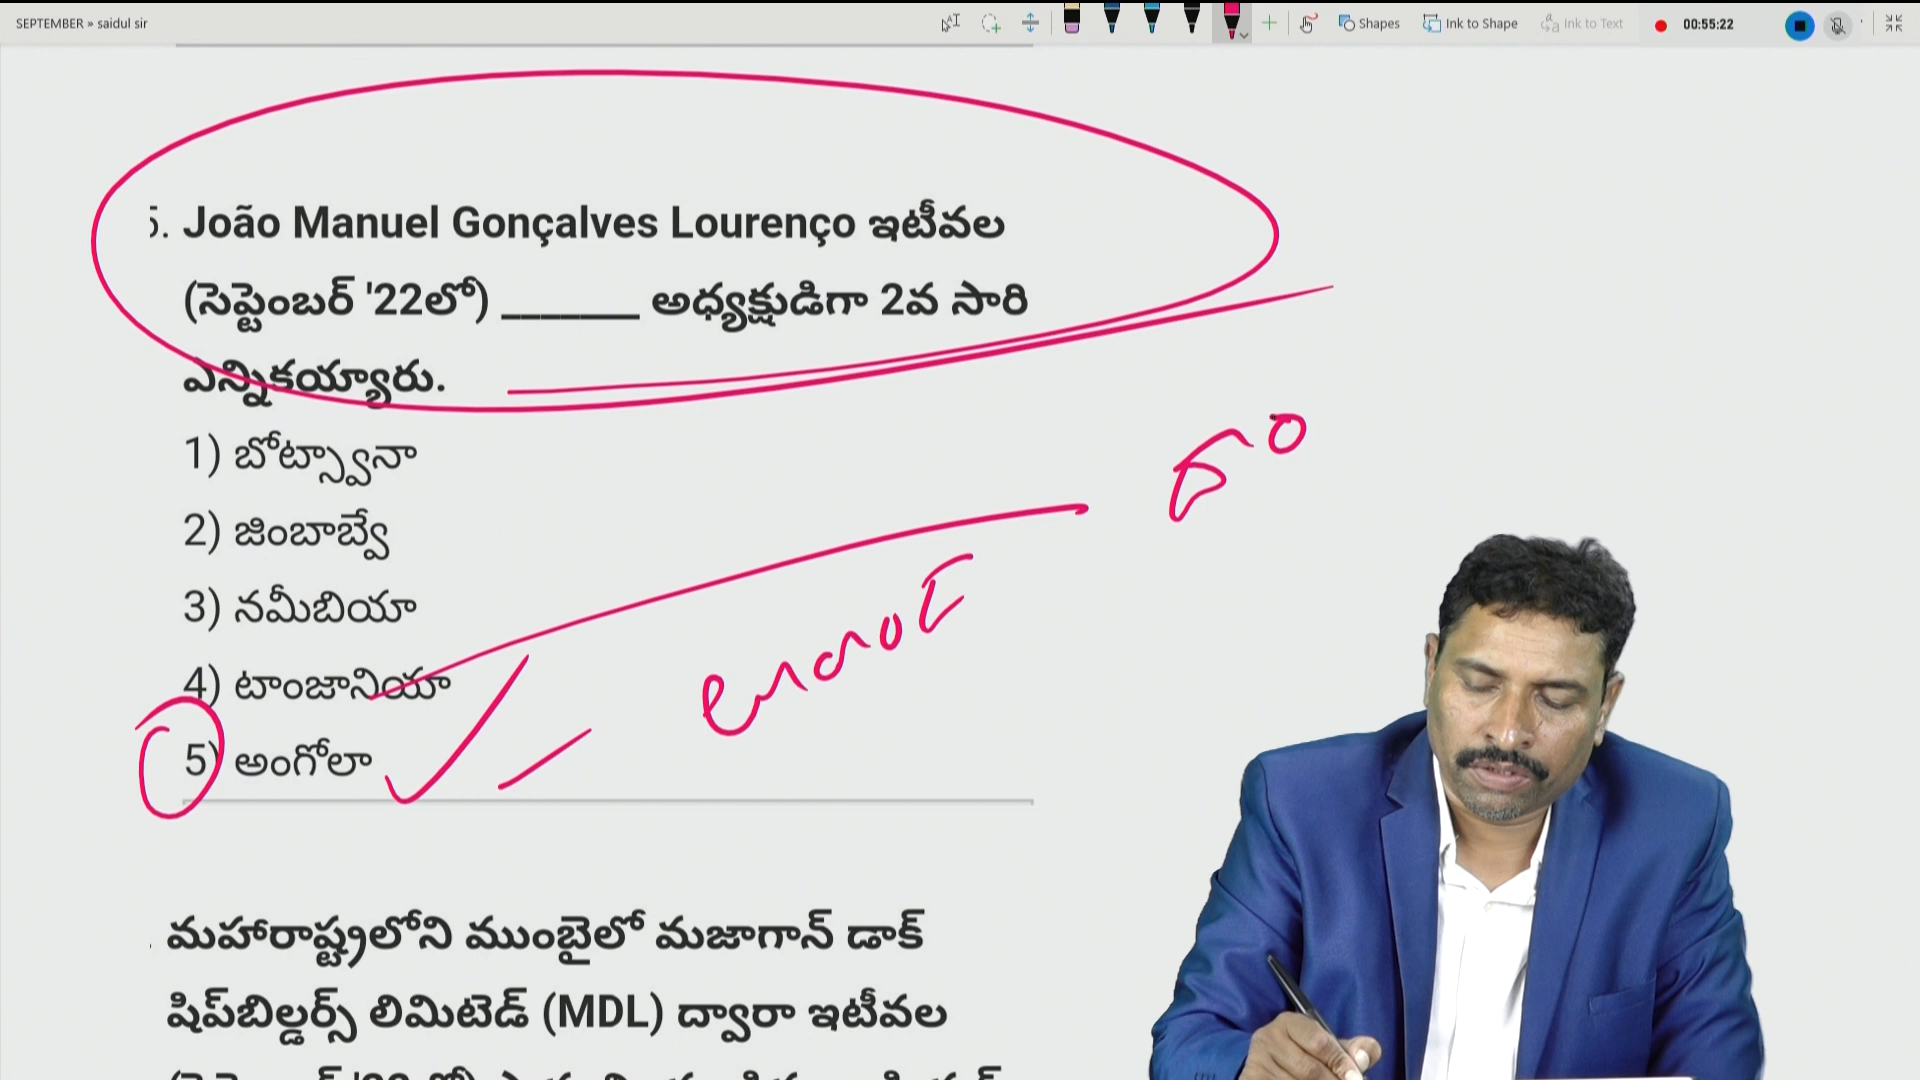 SEPTEMBER » saidul sir
Shapes
Ink to Shape
Ink to Text
00:55:22
5. João Manuel Gonçalves Lourenço ఇటీవల
(సెప్టెంబర్ '22లో) ______ అధ్యక్షుడిగా 2వ సారి
ఎన్నికయ్యారు.
1) బోట్స్వానా
2) జింబాబ్వే
3) నమీబియా
4) టాంజానియా
5) అంగోలా
మహారాష్ట్రలోని ముంబైలో మజాగాన్ డాక్
షిప్‌బిల్డర్స్ లిమిటెడ్ (MDL) ద్వారా ఇటీవల